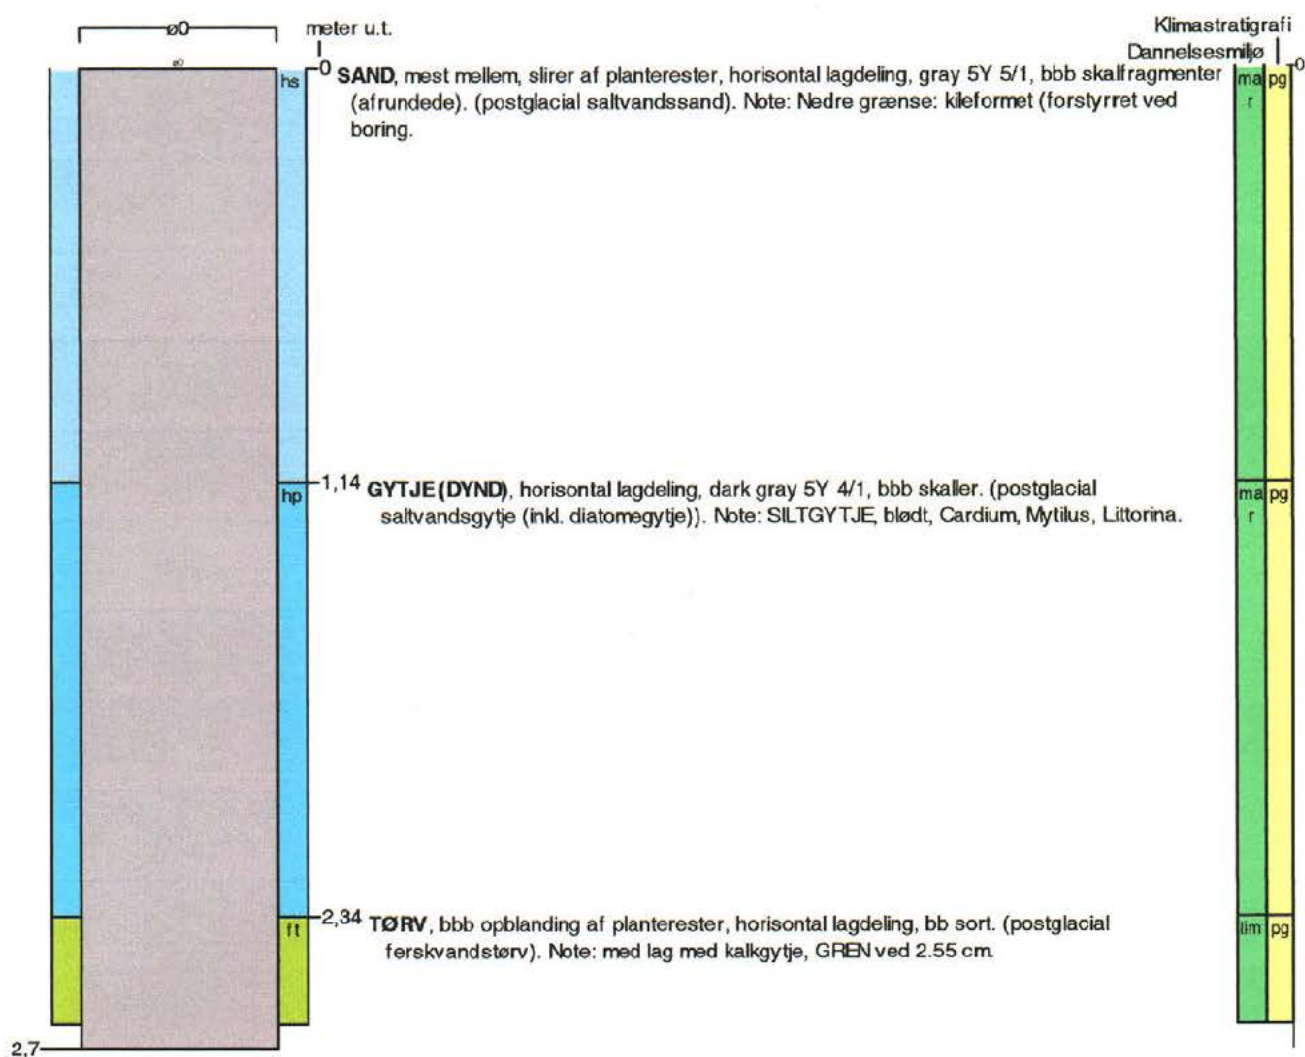 ø0
meter u.t.
Klimastratigrafi
Dannelsesmiljø
ø0
0
0
hs
SAND, mest mellem, slirer af planterester, horisontal lagdeling, gray 5Y 5/1, bbb skalfragmenter
(afrundede). (postglacial saltvandssand). Note: Nedre grænse: kileformet (forstyrret ved
boring.
ma
r
pg
1,14
hp
GYTJE (DYND), horisontal lagdeling, dark gray 5Y 4/1, bbb skaller. (postglacial
saltvandsgytje (inkl. diatomegytje)). Note: SILTGYTJE, blødt, Cardium, Mytilus, Littorina.
ma
r
pg
2,34
ft
TØRV, bbb opblanding af planterester, horisontal lagdeling, bb sort. (postglacial
ferskvandstørv). Note: med lag med kalkgytje, GREN ved 2.55 cm.
pg
2,7